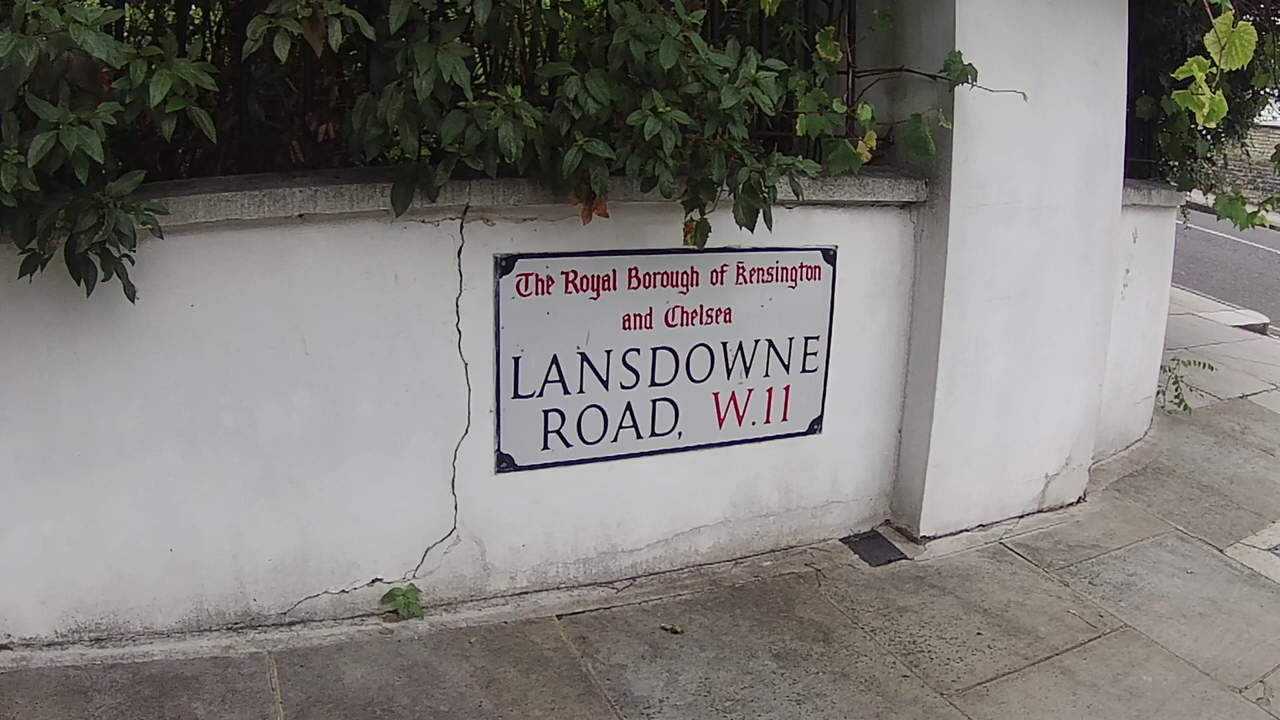 The Royal Borough of Kensington
and Chelsea
LANSDOWNE
ROAD, W.11